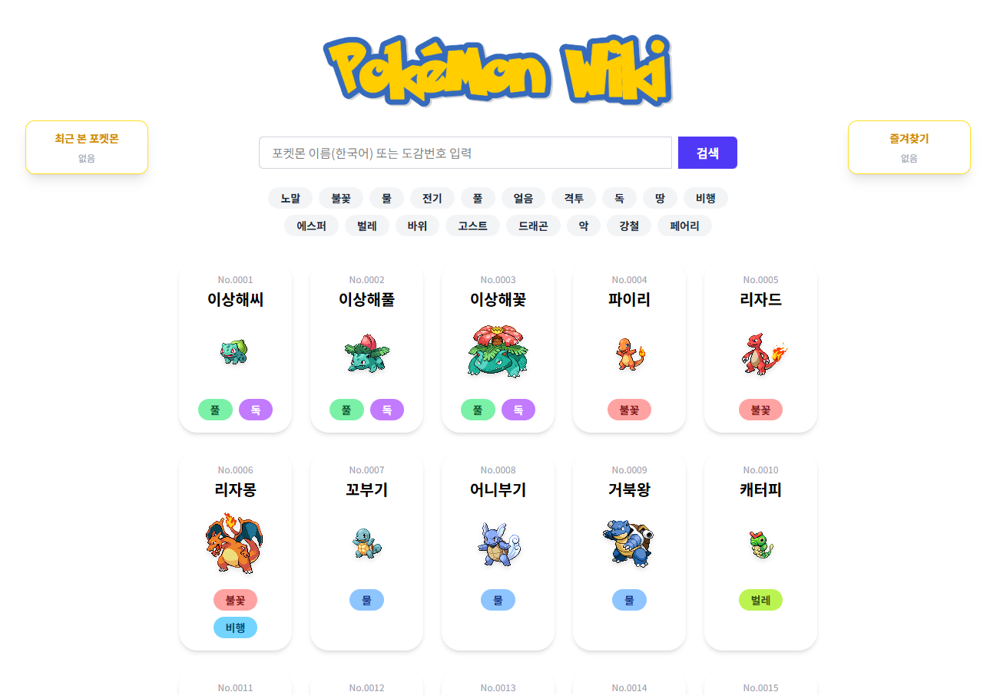 Pokémon Wiki
최근 본 포켓몬
없음
즐겨찾기
없음
포켓몬 이름(한국어) 또는 도감번호 입력
검색
노말 불꽃 물 전기 풀 얼음 격투 독 땅 비행
에스퍼 벌레 바위 고스트 드래곤 악 강철 페어리
No.0001 No.0002 No.0003 No.0004 No.0005
이상해씨 이상해풀 이상해꽃 파이리 리자드
풀 독 풀 독 풀 독 불꽃 불꽃
No.0006 No.0007 No.0008 No.0009 No.0010
리자몽 꼬부기 어니부기 거북왕 캐터피
불꽃 물 물 물 벌레
비행
No.0011 No.0012 No.0013 No.0014 No.0015